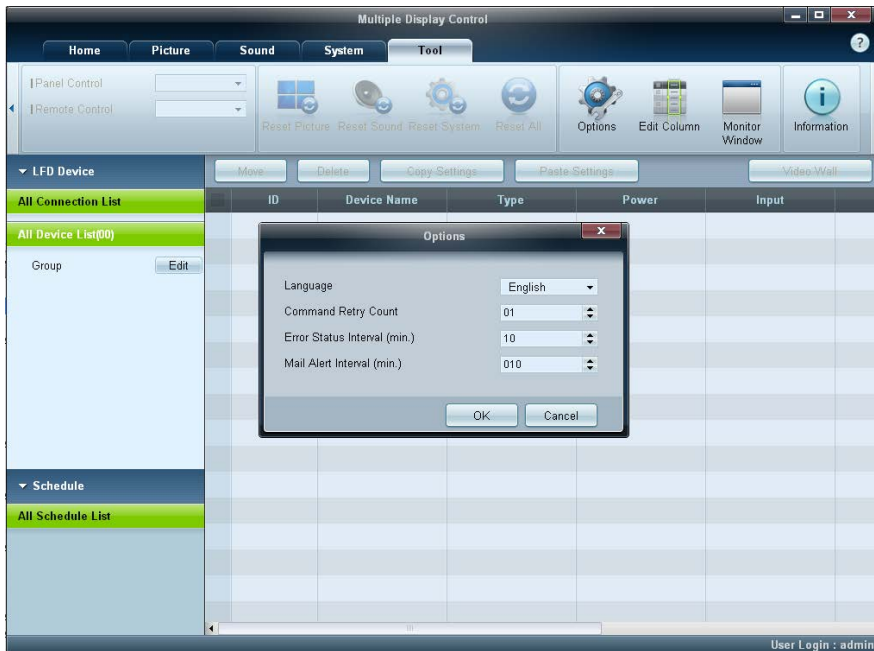 Multiple Display Control
Home Picture Sound System Tool
Panel Control
Remote Control
Reset Picture Reset Sound Reset System Reset All
Options Edit Column Monitor Window Information
LFD Device
Move Delete Copy Settings Paste Settings Video Wall
All Connection List
ID Device Name Type Power Input
All Device List(00)
Group Edit
Options
Language English
Command Retry Count 01
Error Status Interval (min.) 10
Mail Alert Interval (min.) 010
OK Cancel
Schedule
All Schedule List
User Login : admin